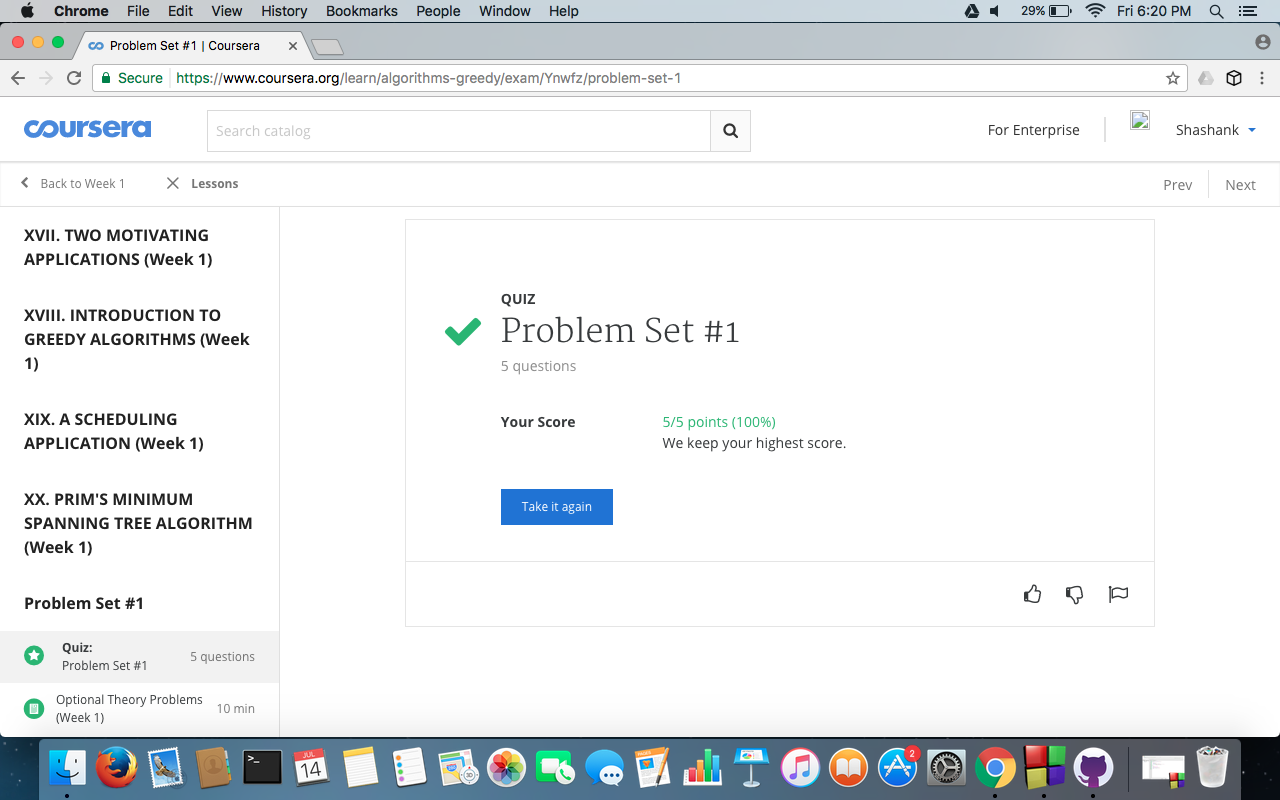 Chrome File Edit View History Bookmarks People Window Help 29% Fri 6:20 PM
Problem Set #1 | Coursera
Secure https://www.coursera.org/learn/algorithms-greedy/exam/Ynwfz/problem-set-1
coursera Search catalog For Enterprise Shashank
Back to Week 1 Lessons Prev Next
XVII. TWO MOTIVATING
APPLICATIONS (Week 1)
XVIII. INTRODUCTION TO
GREEDY ALGORITHMS (Week
1)
XIX. A SCHEDULING
APPLICATION (Week 1)
XX. PRIM'S MINIMUM
SPANNING TREE ALGORITHM
(Week 1)
Problem Set #1
Quiz:
Problem Set #1 5 questions
Optional Theory Problems
(Week 1) 10 min
QUIZ
Problem Set #1
5 questions
Your Score 5/5 points (100%)
We keep your highest score.
Take it again
>_
JUL
14
3D
2